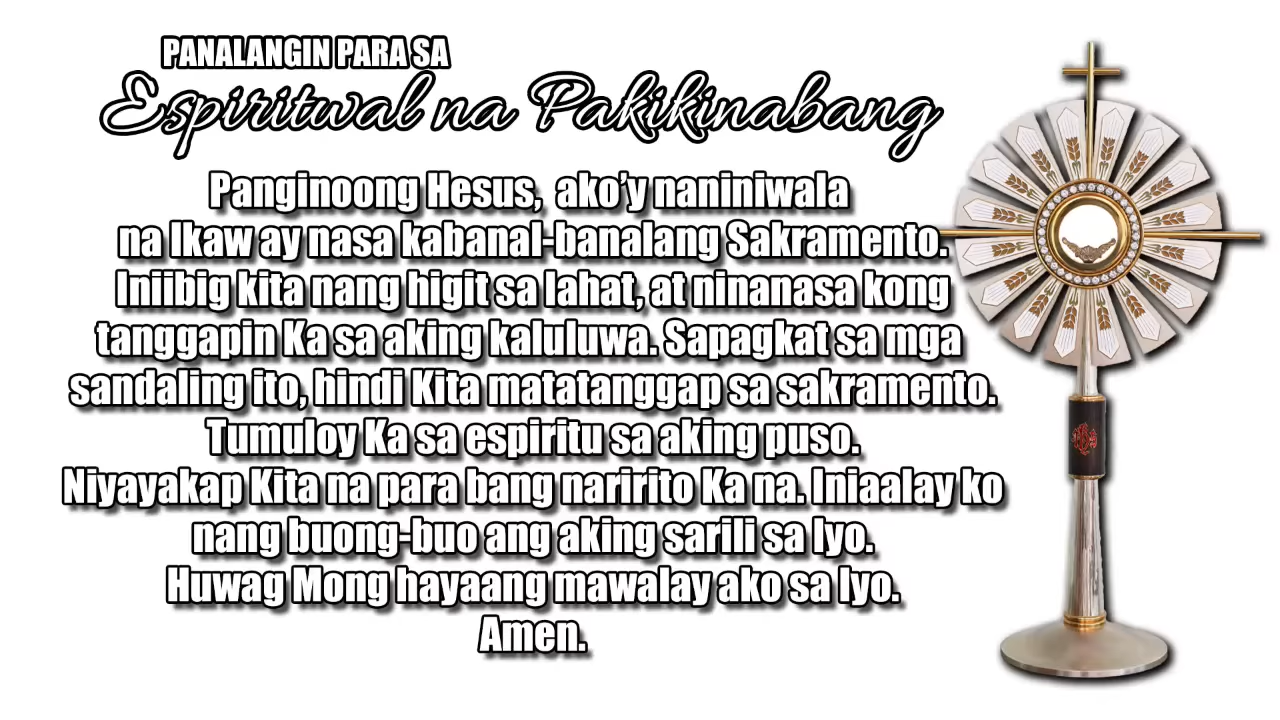 PANALANGIN PARA SA
Espiritwal na Pakikinabang
Panginoong Hesus, ako’y naniniwala
na Ikaw ay nasa kabanal-banalang Sakramento.
Iniibig kita nang higit sa lahat, at ninanasa kong
tanggapin Ka sa aking kaluluwa. Sapagkat sa mga
sandaling ito, hindi Kita matatanggap sa sakramento.
Tumuloy Ka sa espiritu sa aking puso.
Niyayakap Kita na para bang naririto Ka na. Iniaalay ko
nang buong-buo ang aking sarili sa Iyo.
Huwag Mong hayaang mawalay ako sa Iyo.
Amen.